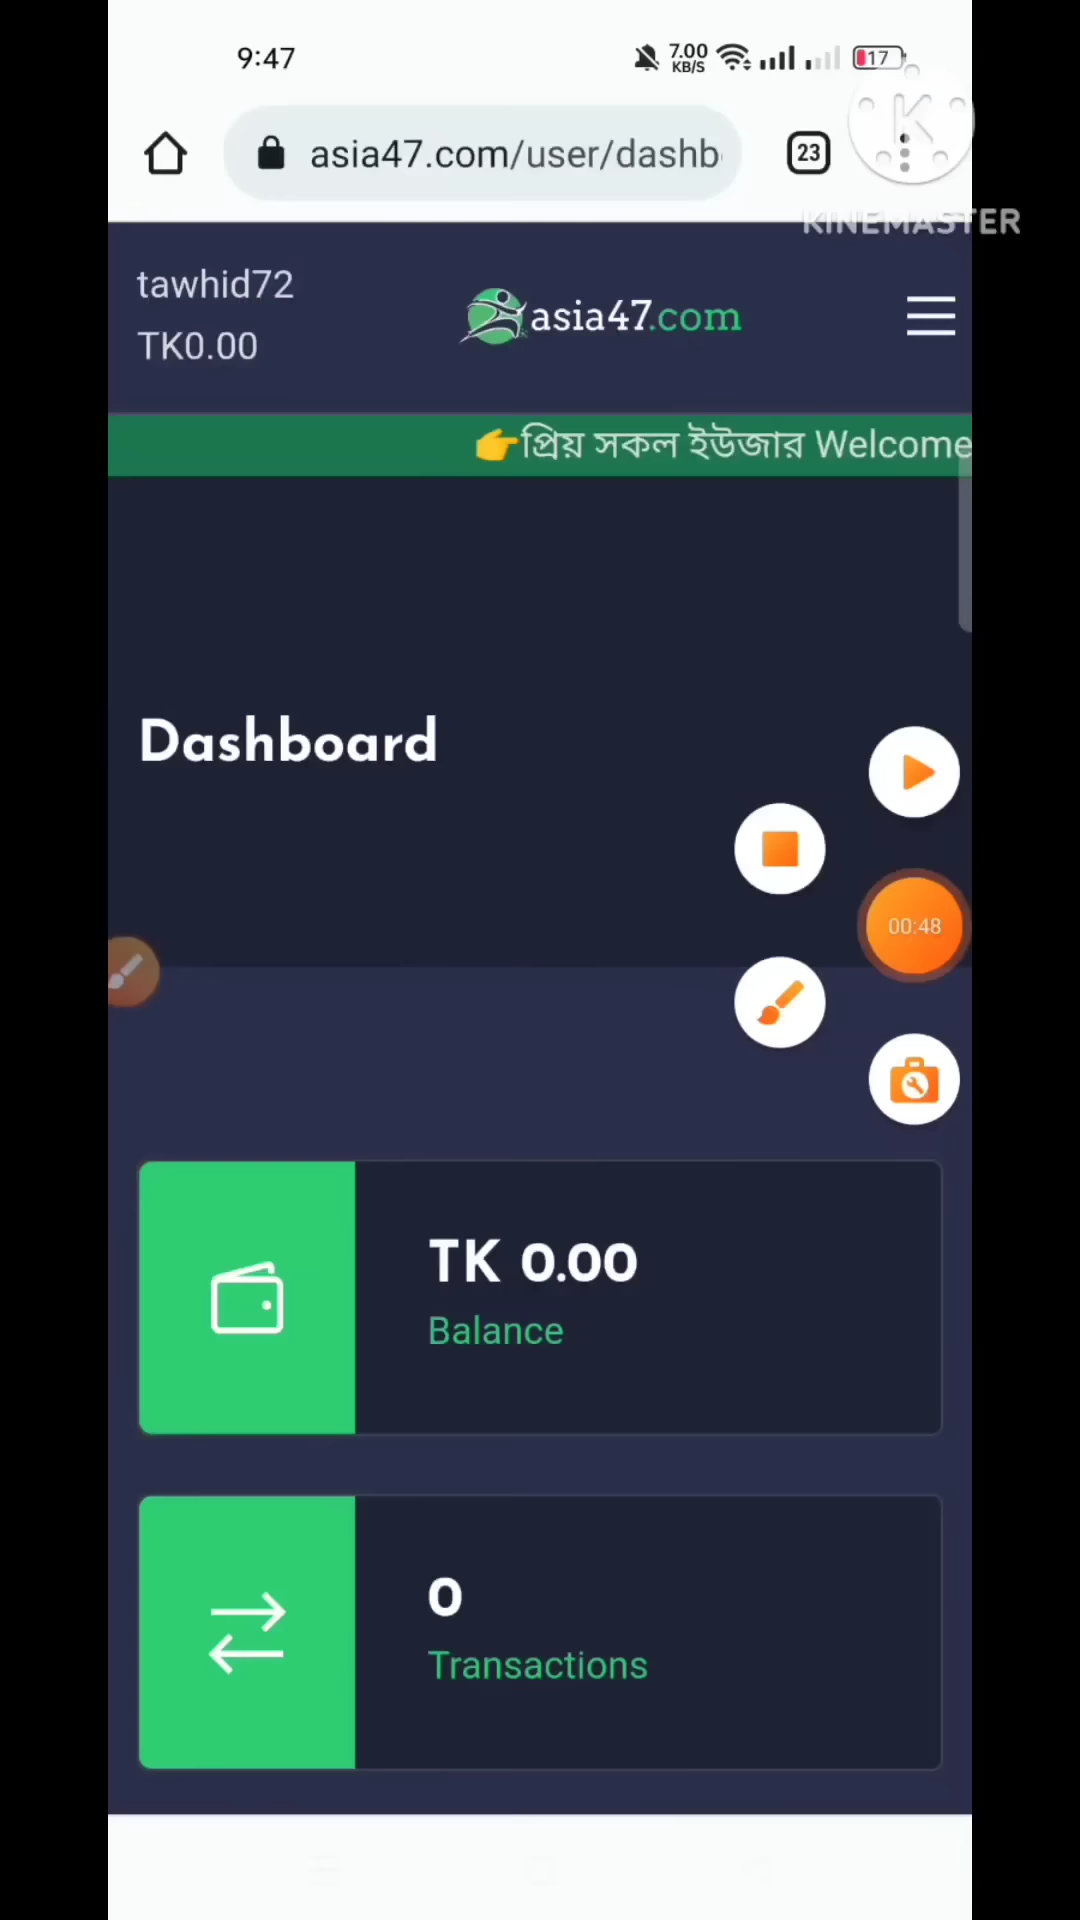 9:47
7.00
KB/S
17
asia47.com/user/dashb
23
K
KINEMASTER
tawhid72
TK0.00
asia47.com
👉প্রিয় সকল ইউজার Welcome
Dashboard
00:48
TK 0.00
Balance
0
Transactions